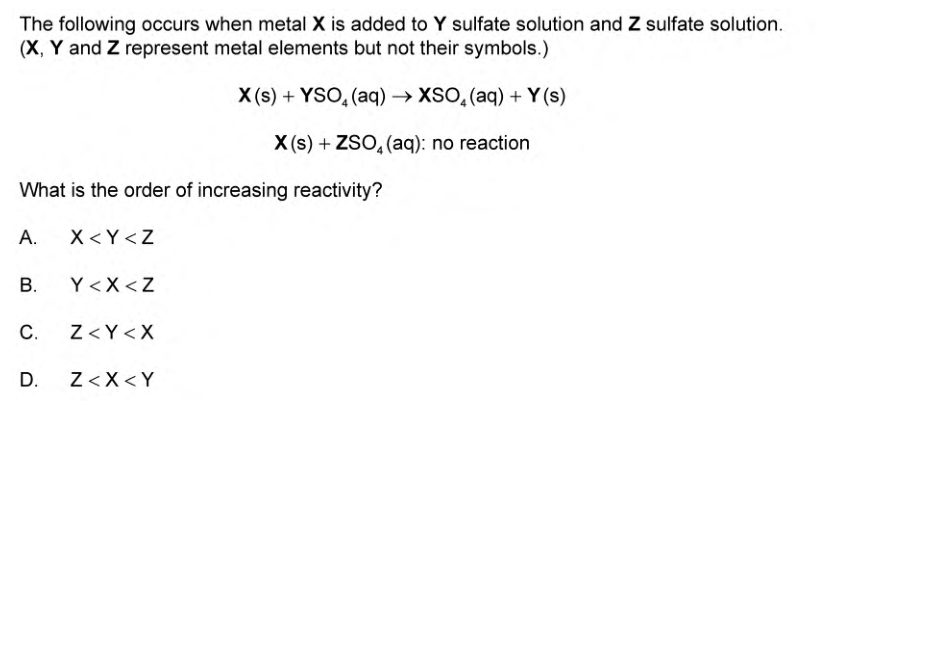 The following occurs when metal X is added to Y sulfate solution and Z sulfate solution.
(X, Y and Z represent metal elements but not their symbols.)
X(s) + YSO₄(aq) → XSO₄(aq) + Y(s)
X(s) + ZSO₄(aq): no reaction
What is the order of increasing reactivity?
A. X < Y < Z
B. Y < X < Z
C. Z < Y < X
D. Z < X < Y